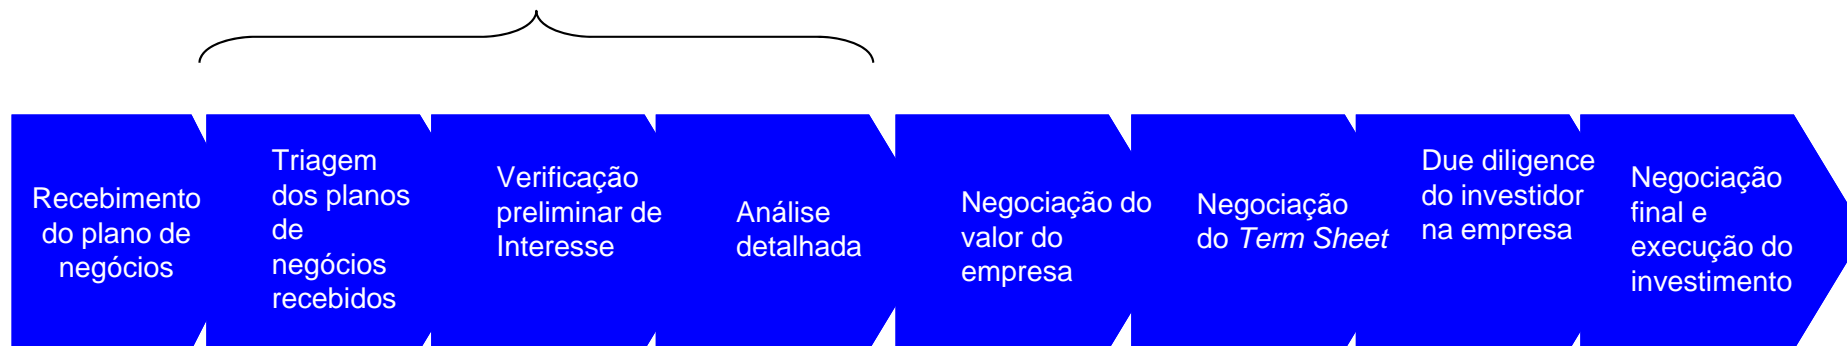 Recebimento
do plano de
negócios
Triagem
dos planos
de
negócios
recebidos
Verificação
preliminar de
Interesse
Análise
detalhada
Negociação do
valor do
empresa
Negociação
do Term Sheet
Due diligence
do investidor
na empresa
Negociação
final e
execução do
investimento